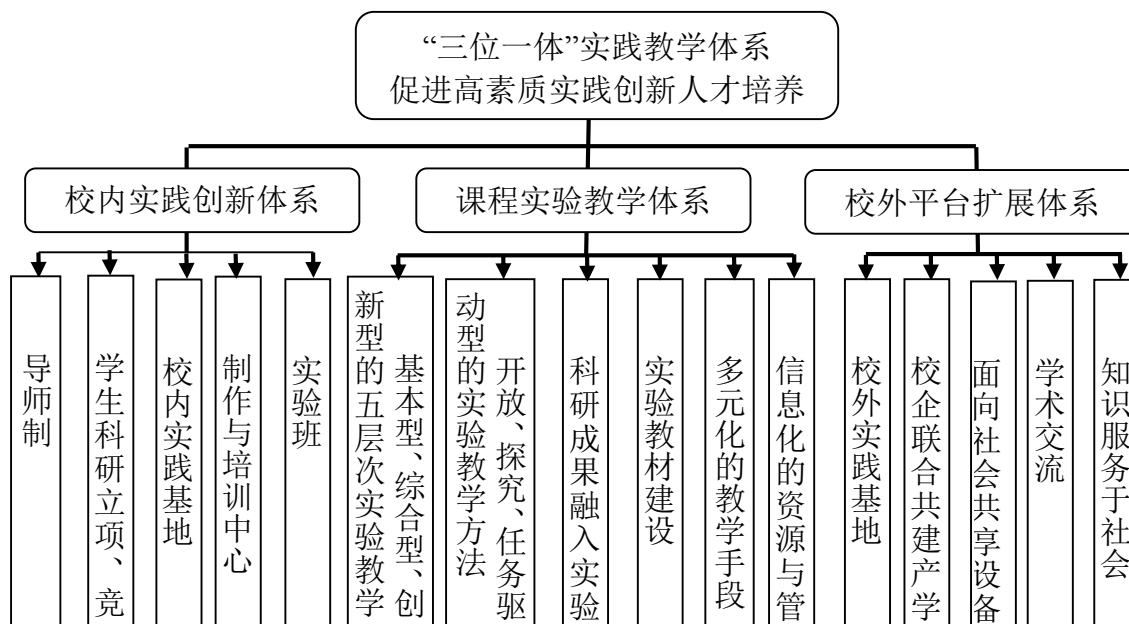 “三位一体”实践教学体系
促进高素质实践创新人才培养
校内实践创新体系
课程实验教学体系
校外平台扩展体系
导师制
学生科研立项、竞
校内实践基地
制作与培训中心
实验班
基本型、综合型、创
新型的五层次实验教学
开放、探究、任务驱
动型的实验教学方法
科研成果融入实验
实验教材建设
多元化的教学手段
信息化的资源与管
校外实践基地
校企联合共建产学
面向社会共享设备
学术交流
知识服务于社会